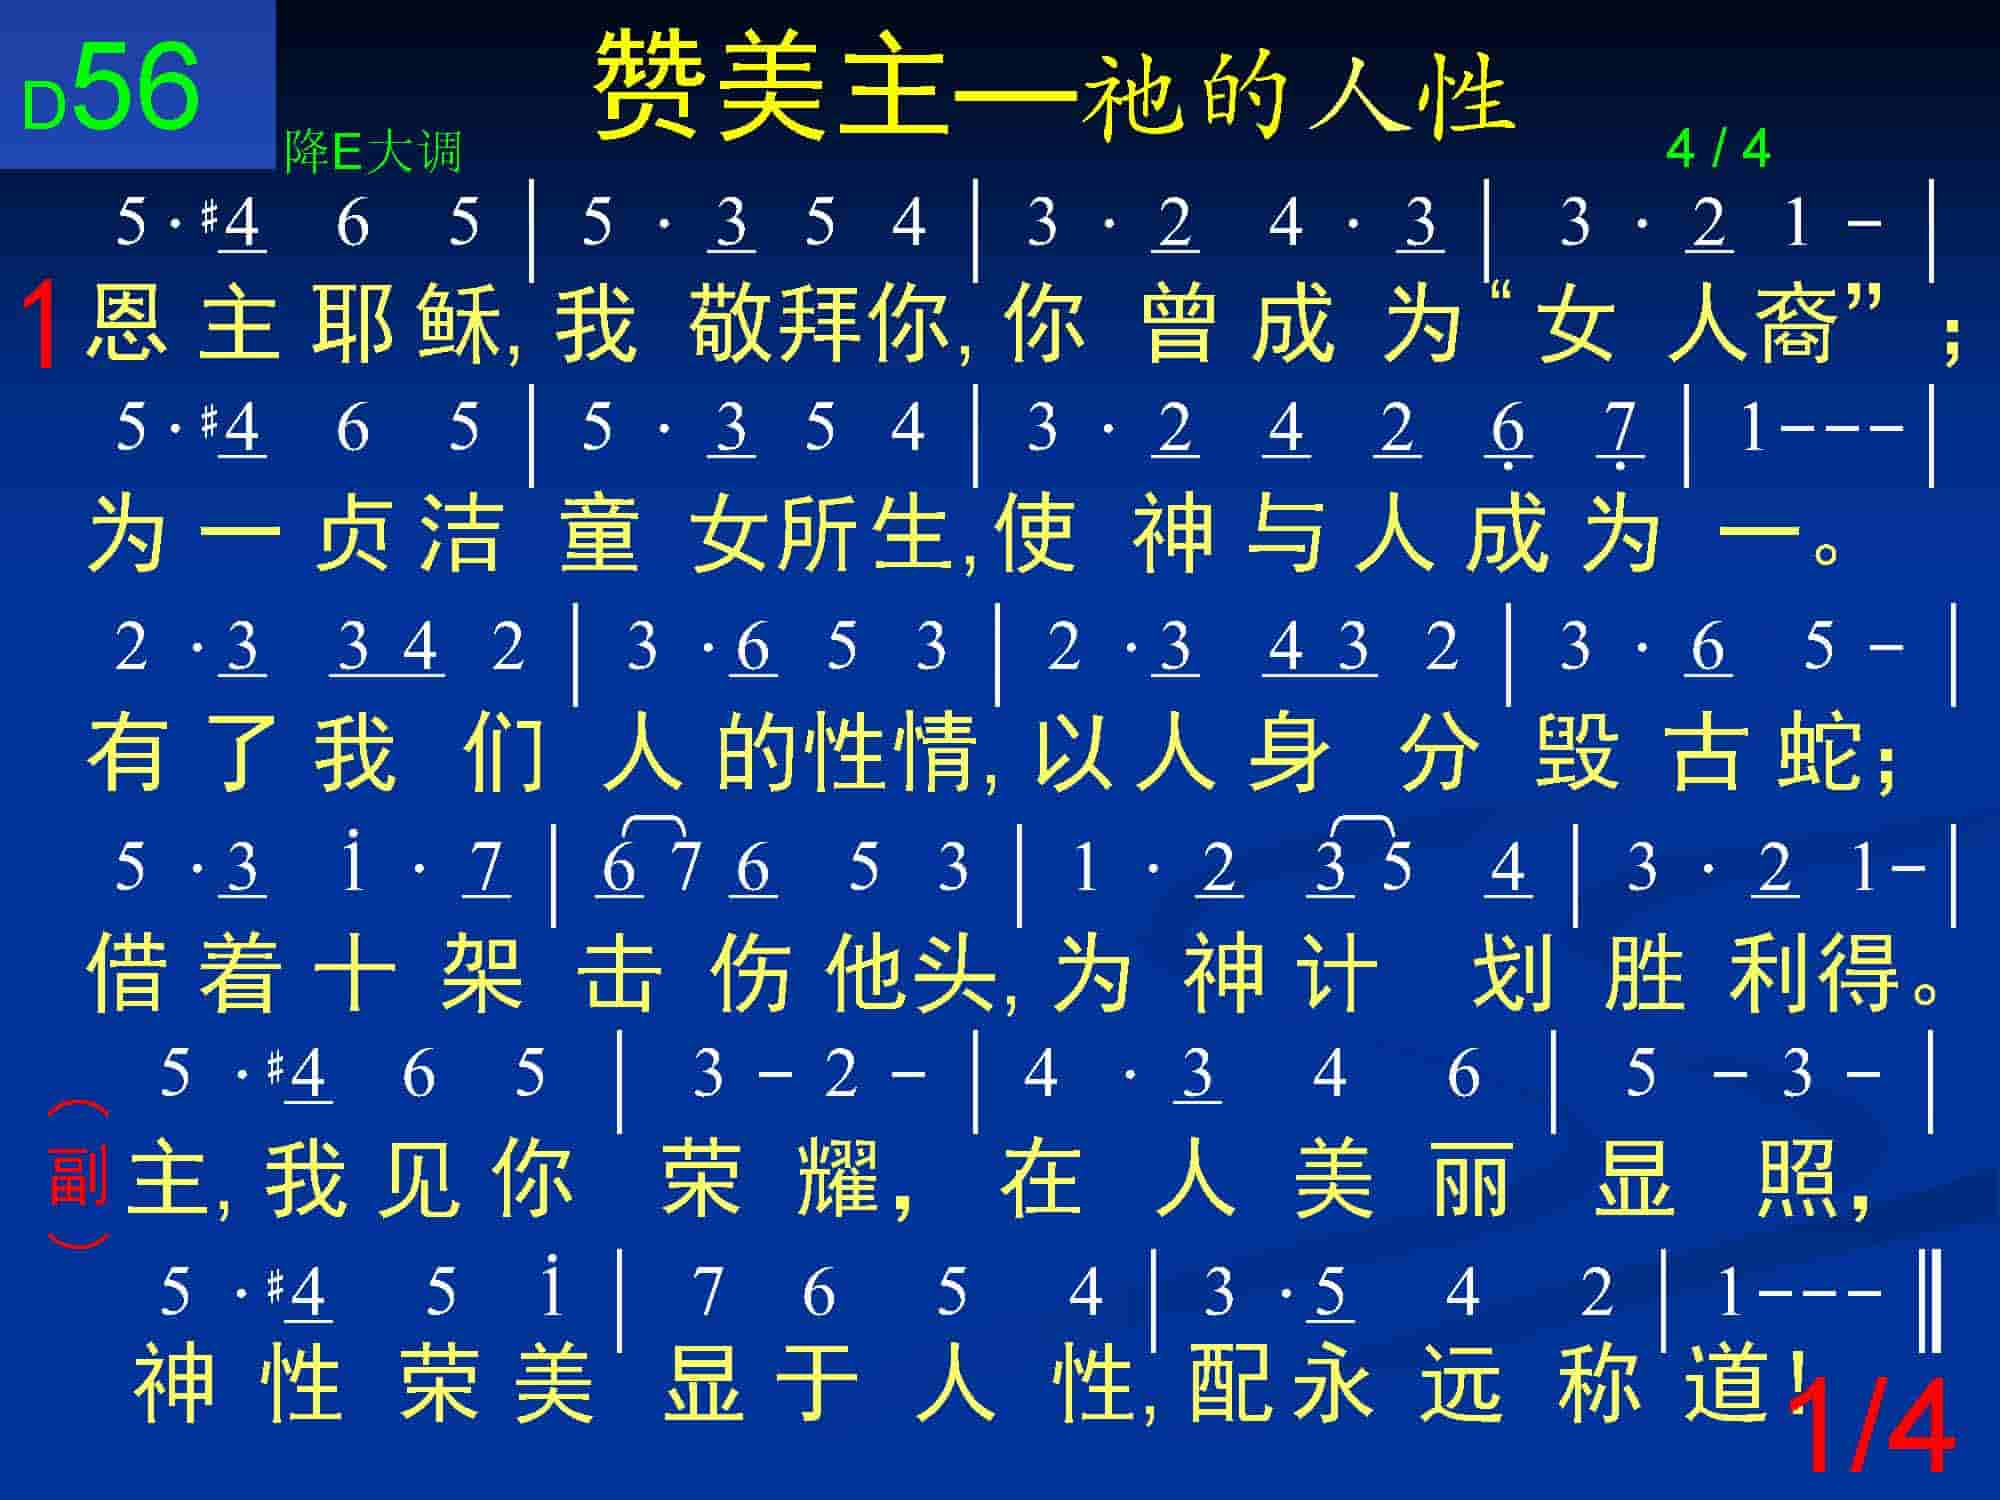 D56
赞美主—祂的人性
降E大调
4 / 4
5 · #4 6 5 | 5 · 3 5 4 | 3 · 2 4 · 3 | 3 · 2 1 - |
1 恩主耶稣,我敬拜你,你曾成为“女人裔”;
5 · #4 6 5 | 5 · 3 5 4 | 3 · 2 4 2 6̣ 7̣ | 1 - - - |
为一贞洁童女所生,使神与人成为一。
2 · 3 3 4 2 | 3 · 6 5 3 | 2 · 3 4 3 2 | 3 · 6 5 - |
有了我们人的性情,以人身分毁古蛇;
5 · 3 i · 7 | 6 7 6 5 3 | 1 · 2 3 5 4 | 3 · 2 1 - |
借着十架击伤他头,为神计划胜利得。
5 · #4 6 5 | 3 - 2 - | 4 · 3 4 6 | 5 - 3 - |
(副) 主,我见你荣耀,在人美丽显照,
5 · #4 5 i | 7 6 5 4 | 3 · 5 4 2 | 1 - - - ‖
神性荣美显于人性,配永远称道!
1/4